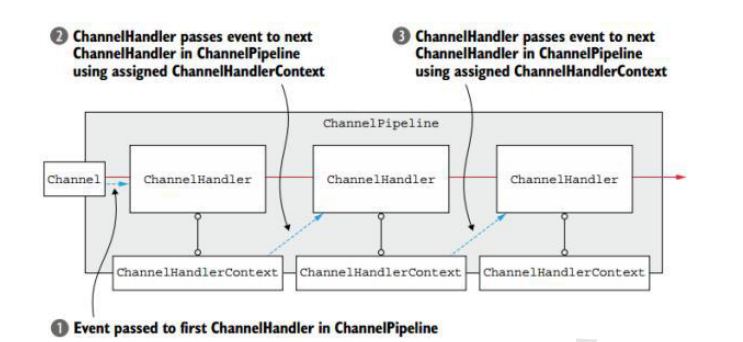 ❷ ChannelHandler passes event to next
ChannelHandler in ChannelPipeline
using assigned ChannelHandlerContext
❸ ChannelHandler passes event to next
ChannelHandler in ChannelPipeline
using assigned ChannelHandlerContext
ChannelPipeline
Channel
ChannelHandler
ChannelHandler
ChannelHandler
ChannelHandlerContext
ChannelHandlerContext
ChannelHandlerContext
❶ Event passed to first ChannelHandler in ChannelPipeline